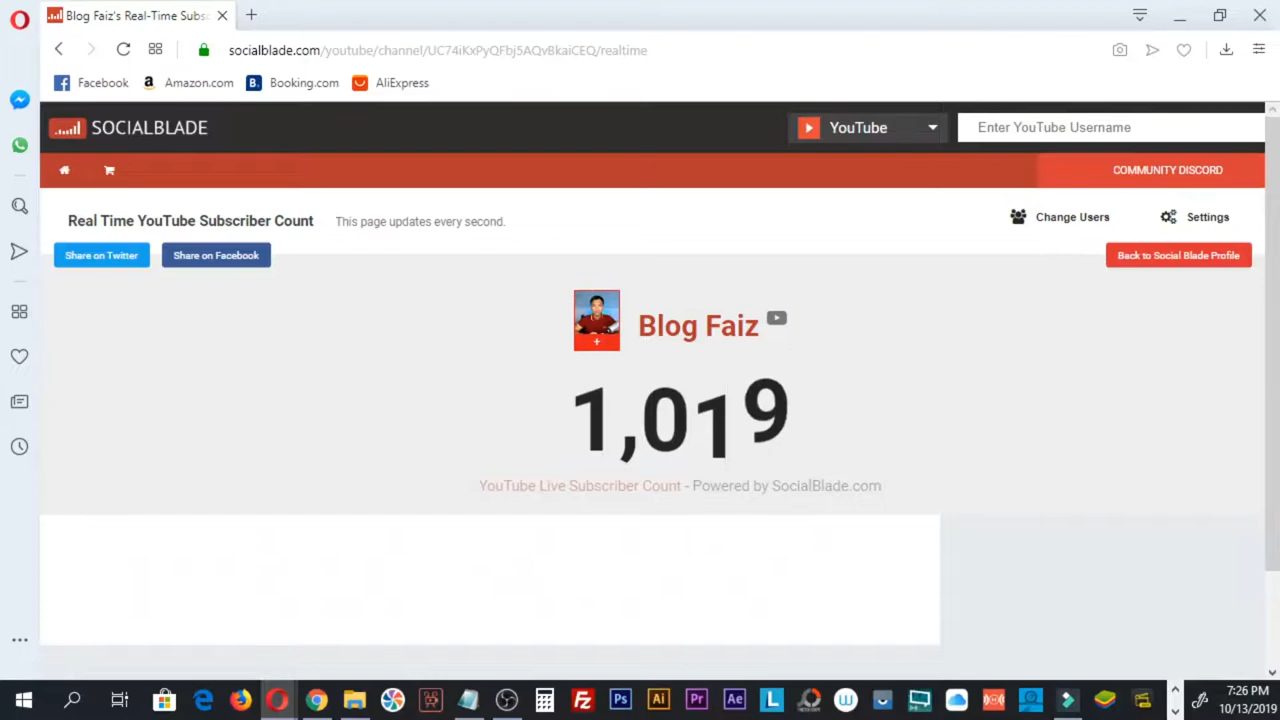 Blog Faiz's Real-Time Subs
socialblade.com/youtube/channel/UC74iKxPyQFbj5AQvBkaiCEQ/realtime
Facebook
Amazon.com
Booking.com
AliExpress
SOCIALBLADE
YouTube
Enter YouTube Username
COMMUNITY DISCORD
Real Time YouTube Subscriber Count
This page updates every second.
Change Users
Settings
Share on Twitter
Share on Facebook
Back to Social Blade Profile
Blog Faiz
1,019
YouTube Live Subscriber Count - Powered by SocialBlade.com
7:26 PM
10/13/2019